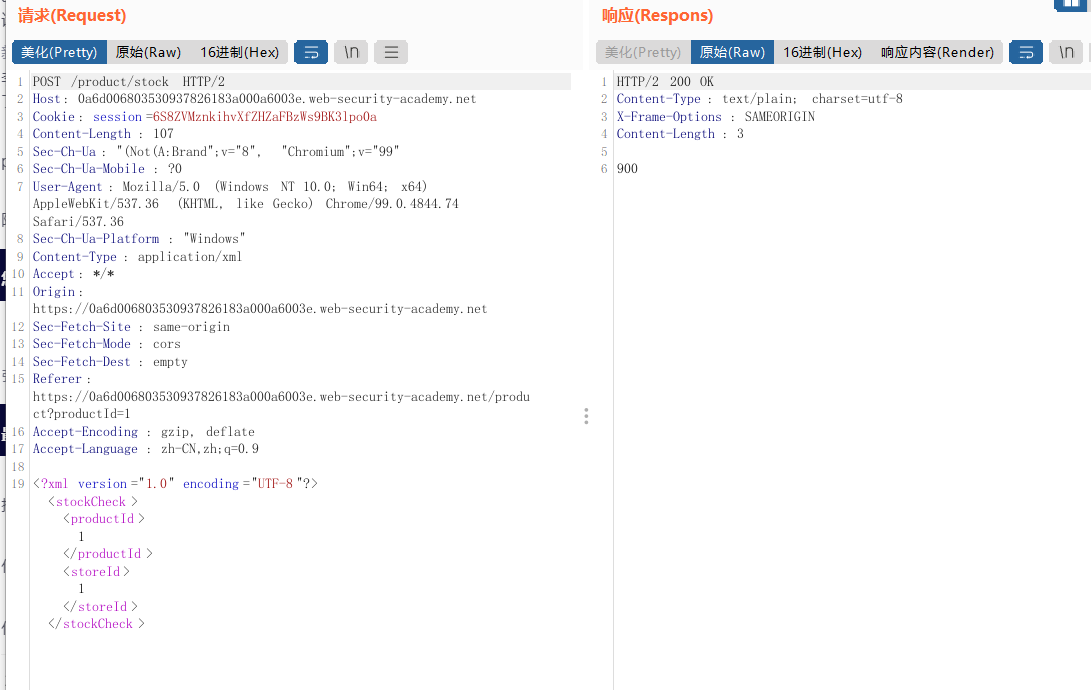 请求(Request)
美化(Pretty) 原始(Raw) 16进制(Hex) \n
1 POST /product/stock HTTP/2
2 Host: 0a6d006803530937826183a000a6003e.web-security-academy.net
3 Cookie: session=6S8ZVMznkihvXfZHZaFBzWs9BK3lpo0a
4 Content-Length : 107
5 Sec-Ch-Ua : "(Not(A:Brand";v="8", "Chromium";v="99"
6 Sec-Ch-Ua-Mobile : ?0
7 User-Agent : Mozilla/5.0 (Windows NT 10.0; Win64; x64)
AppleWebKit/537.36 (KHTML, like Gecko) Chrome/99.0.4844.74
Safari/537.36
8 Sec-Ch-Ua-Platform : "Windows"
9 Content-Type : application/xml
10 Accept : */*
11 Origin :
https://0a6d006803530937826183a000a6003e.web-security-academy.net
12 Sec-Fetch-Site : same-origin
13 Sec-Fetch-Mode : cors
14 Sec-Fetch-Dest : empty
15 Referer :
https://0a6d006803530937826183a000a6003e.web-security-academy.net/produ
ct?productId=1
16 Accept-Encoding : gzip, deflate
17 Accept-Language : zh-CN,zh;q=0.9
18
19 <?xml version="1.0" encoding="UTF-8"?>
<stockCheck>
<productId>
1
</productId>
<storeId>
1
</storeId>
</stockCheck>
响应(Respons)
美化(Pretty) 原始(Raw) 16进制(Hex) 响应内容(Render) \n
1 HTTP/2 200 OK
2 Content-Type : text/plain; charset=utf-8
3 X-Frame-Options : SAMEORIGIN
4 Content-Length : 3
5
6 900